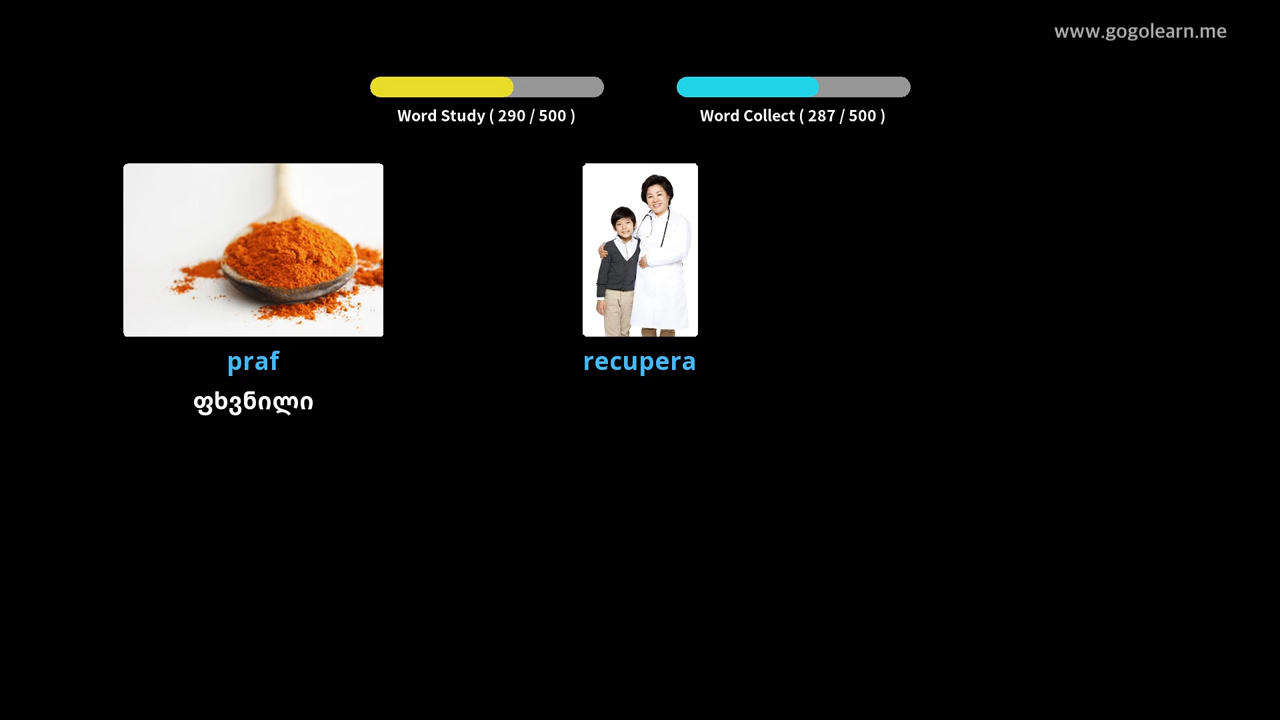 www.gogolearn.me
Word Study ( 290 / 500 )
Word Collect ( 287 / 500 )
praf
ფხვნილი
recupera